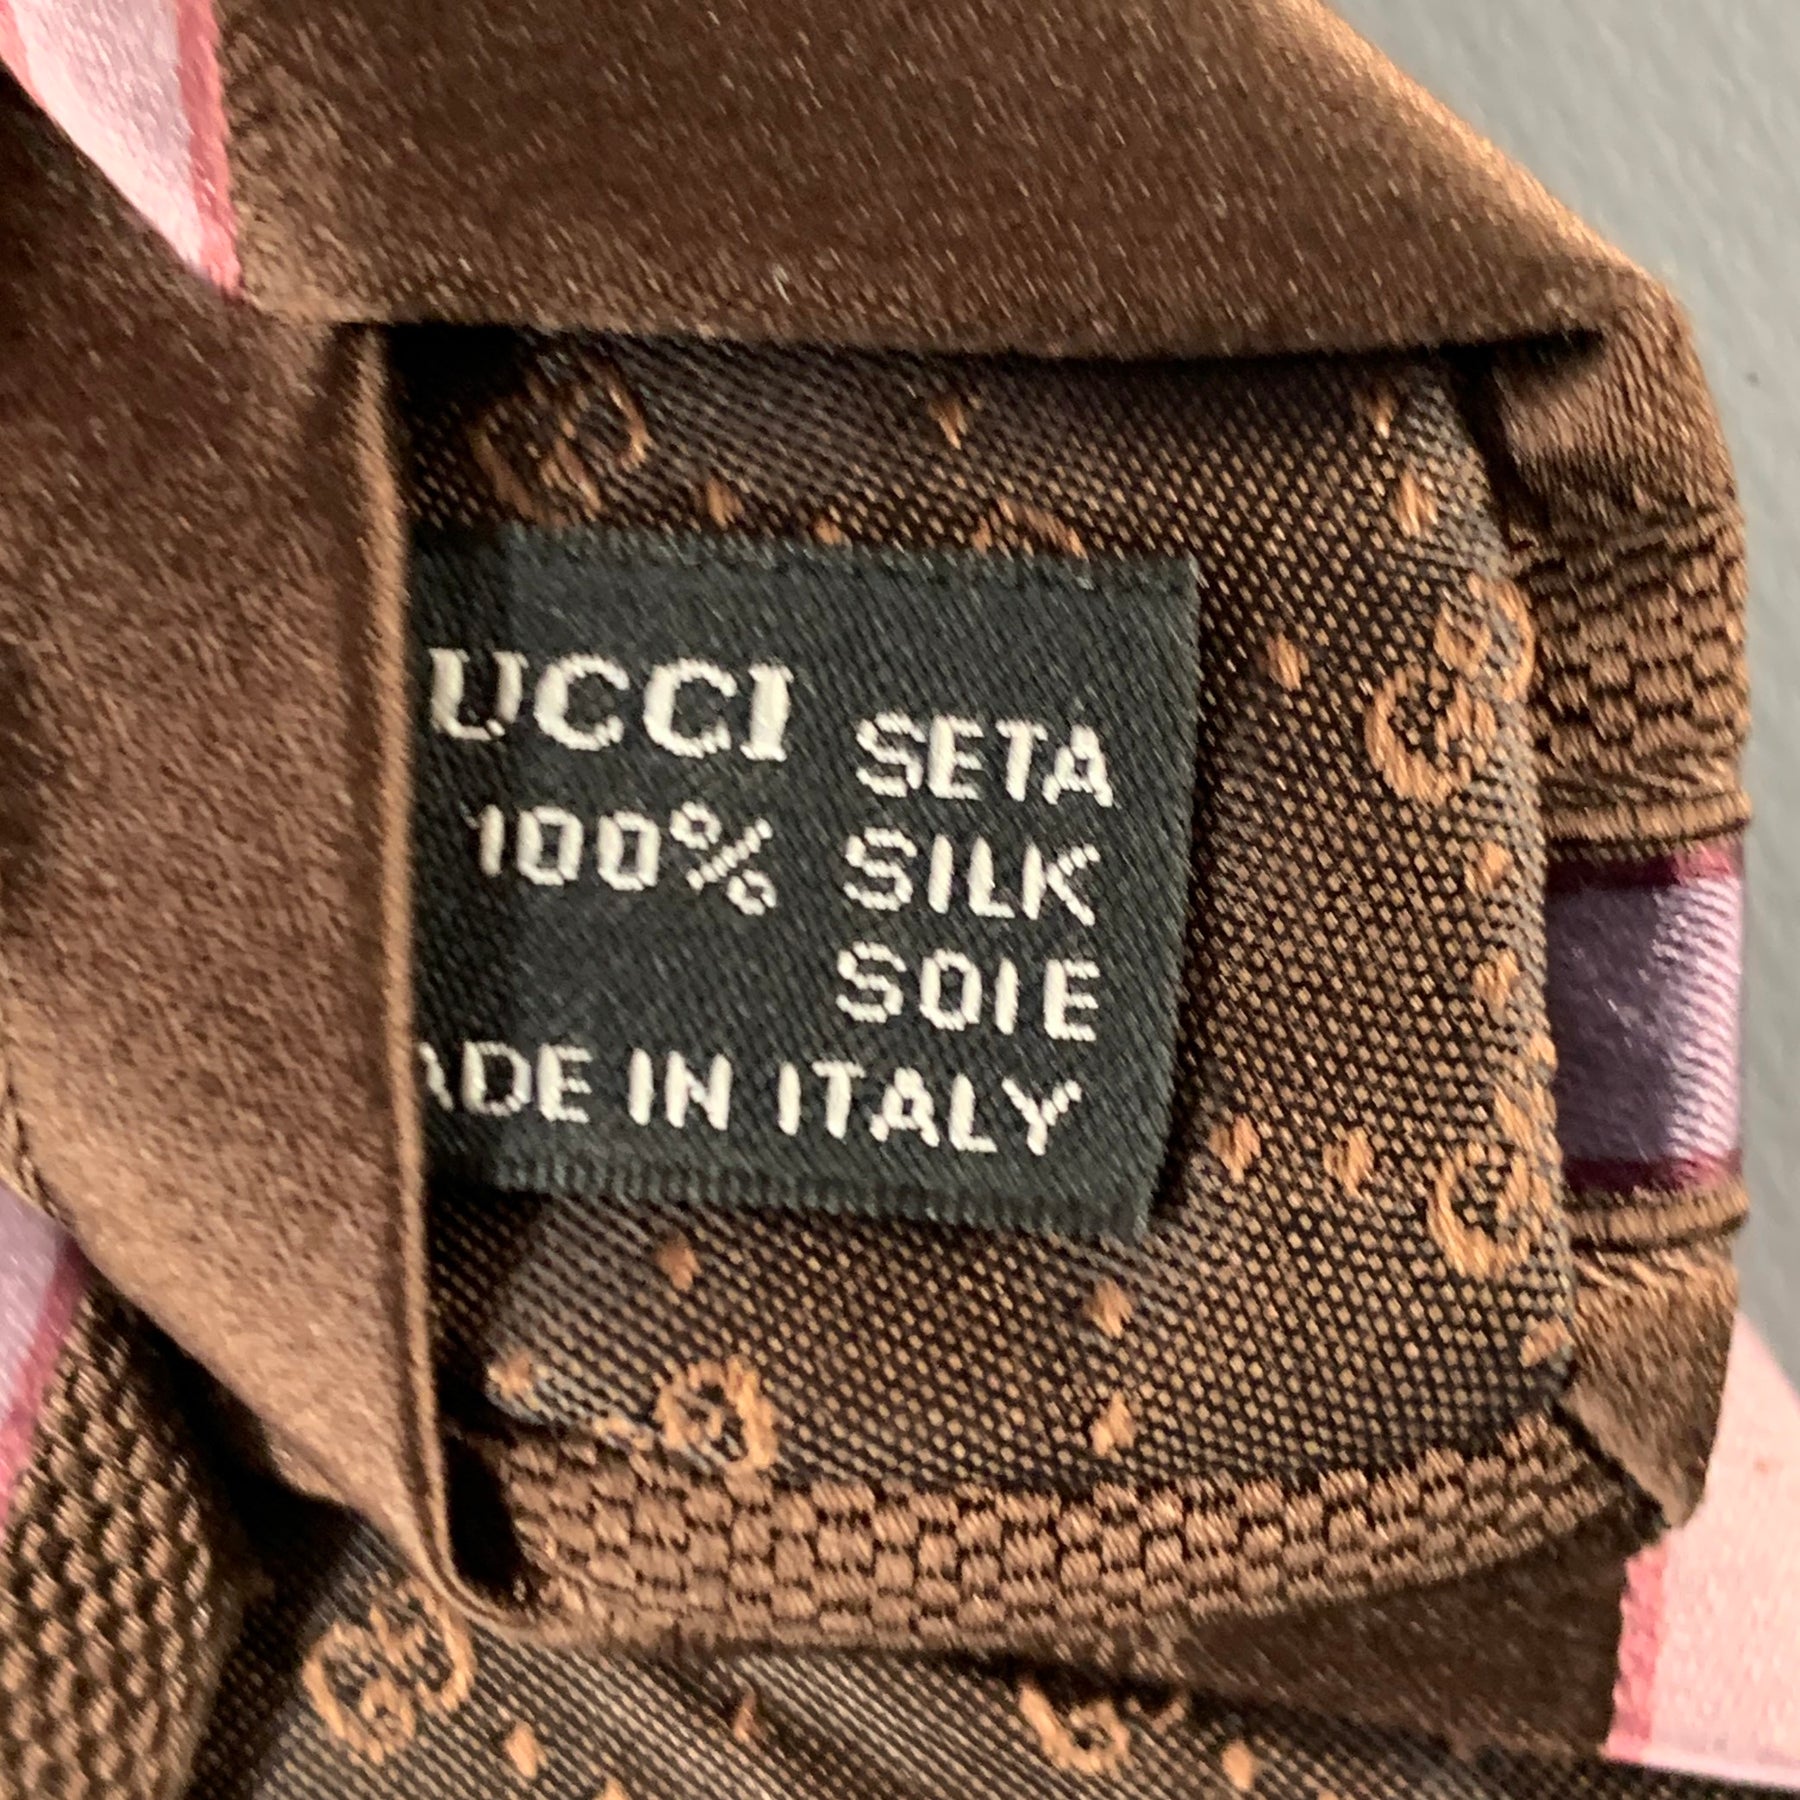 UCCI SETA
100% SILK
SOIE
ADE IN ITALY